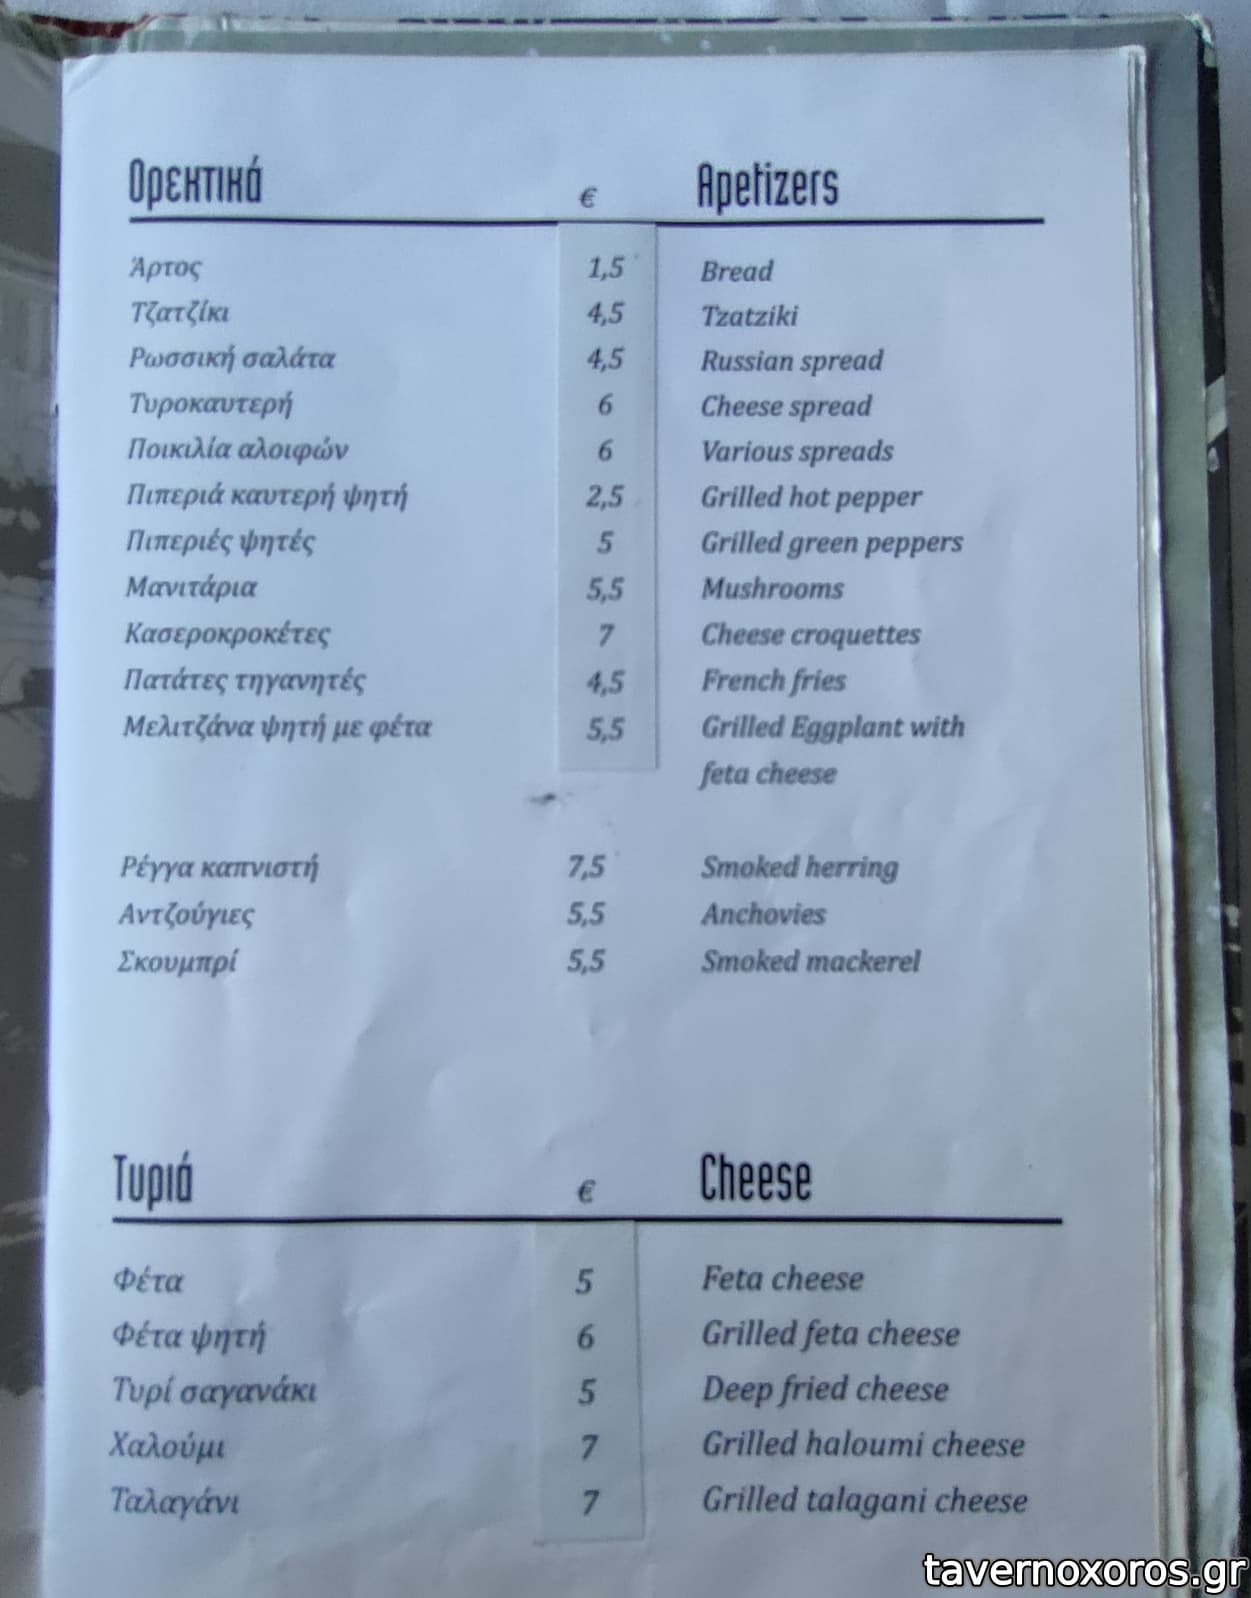 Ορεκτικά € Apetizers
Άρτος 1,5 Bread
Τζατζίκι 4,5 Tzatziki
Ρωσσική σαλάτα 4,5 Russian spread
Τυροκαυτερή 6 Cheese spread
Ποικιλία αλοιφών 6 Various spreads
Πιπεριά καυτερή ψητή 2,5 Grilled hot pepper
Πιπεριές ψητές 5 Grilled green peppers
Μανιτάρια 5,5 Mushrooms
Κασεροκροκέτες 7 Cheese croquettes
Πατάτες τηγανητές 4,5 French fries
Μελιτζάνα ψητή με φέτα 5,5 Grilled Eggplant with
feta cheese
Ρέγγα καπνιστή 7,5 Smoked herring
Αντζούγιες 5,5 Anchovies
Σκουμπρί 5,5 Smoked mackerel
Τυριά € Cheese
Φέτα 5 Feta cheese
Φέτα ψητή 6 Grilled feta cheese
Τυρί σαγανάκι 5 Deep fried cheese
Χαλούμι 7 Grilled haloumi cheese
Ταλαγάνι 7 Grilled talagani cheese
tavernoxoros.gr